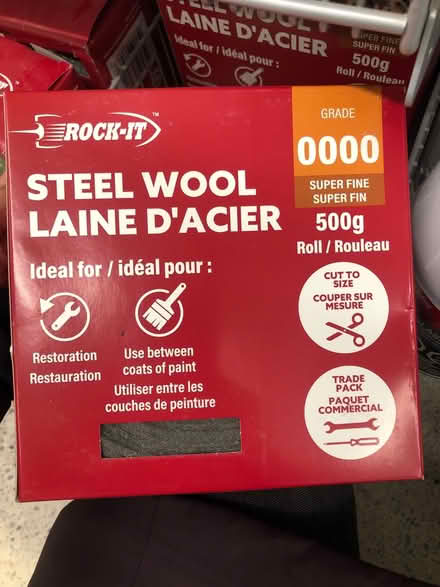 STEEL WOOL
LAINE D'ACIER
Ideal for / idéal pour :
SUPER FINE
SUPER FIN
500g
Roll / Rouleau
ROCK-IT™
GRADE
0000
SUPER FINE
SUPER FIN
STEEL WOOL
LAINE D'ACIER
500g
Roll / Rouleau
Ideal for / idéal pour :
CUT TO
SIZE
COUPER SUR
MESURE
Restoration
Restauration
Use between
coats of paint
Utiliser entre les
couches de peinture
TRADE
PACK
PAQUET
COMMERCIAL